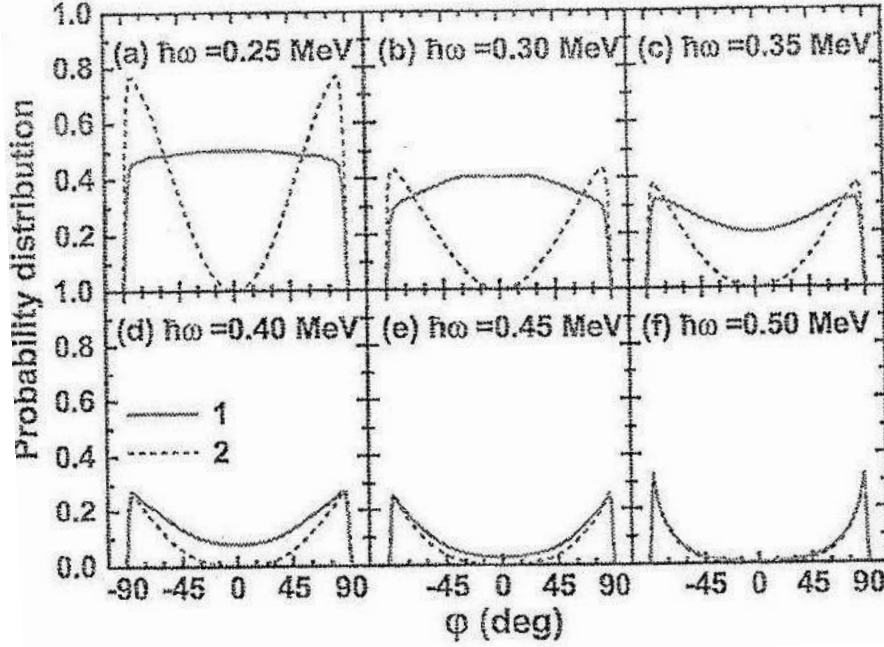 1.0
(a) ħω =0.25 MeV (b) ħω =0.30 MeV (c) ħω =0.35 MeV
0.8
0.6
0.4
0.2
1.0
(d) ħω =0.40 MeV (e) ħω =0.45 MeV (f) ħω =0.50 MeV
0.8
0.6
1
0.4
2
0.2
0.0
-90 -45 0 45 90 -45 0 45 90 -45 0 45 90
φ (deg)
Probability distribution